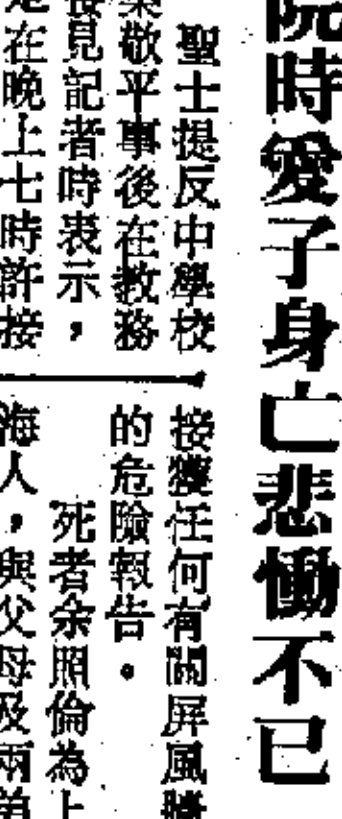 院時愛子身亡悲慟不已
聖士提反中學校
敬平事後在教務
接見記者時表示，
在晚上七時許接
接獲任何有關屏風
的危險報告。
死者余照倫為上
海人，與父母及兩弟